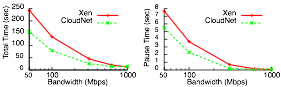 Xen
CloudNet
Total Time (sec)
250
200
150
100
50
0
50
100
1000
Bandwidth (Mbps)
Xen
CloudNet
Pause Time (sec)
8
7
6
5
4
3
2
1
0
50
100
1000
Bandwidth (Mbps)